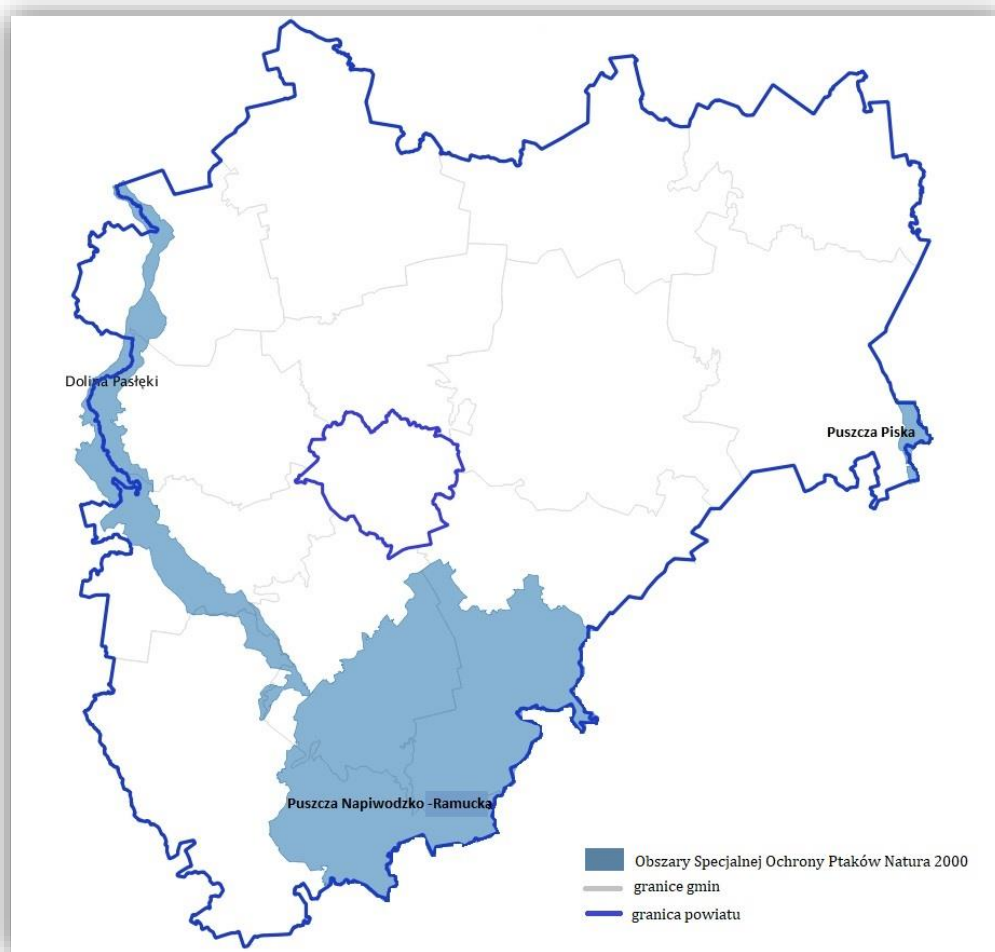 Dolina Pasłęki
Puszcza Piska
Puszcza Napiwodzko -Ramucka
Obszary Specjalnej Ochrony Ptaków Natura 2000
granice gmin
granica powiatu